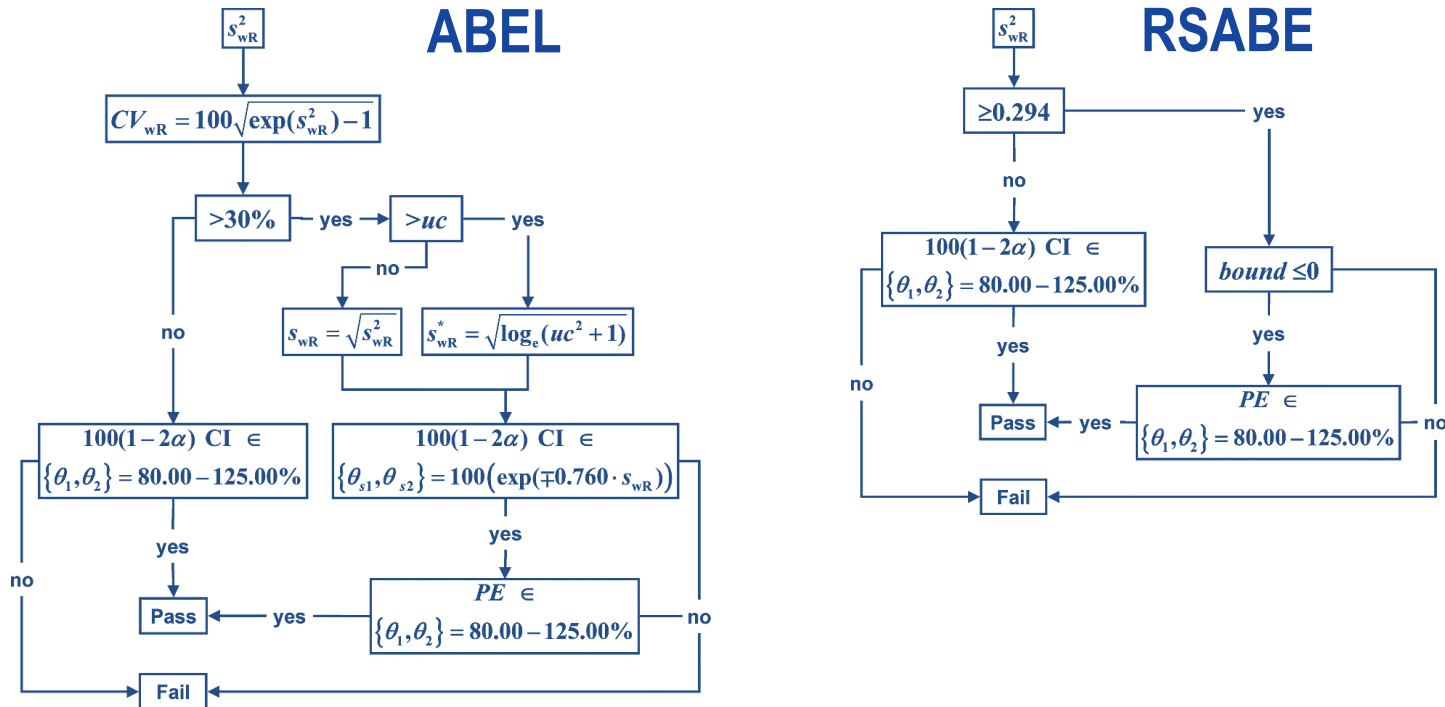 ABEL
s²wR
CVwR = 100√(exp(s²wR) − 1)
>30%
yes
>uc
yes
no
no
swR = √s²wR
s*wR = √(logₑ(uc² + 1))
100(1 − 2α) CI ∈
{θ₁, θ₂} = 80.00 − 125.00%
100(1 − 2α) CI ∈
{θs1, θs2} = 100(exp(∓0.760 · swR))
yes
yes
no
no
PE ∈
{θ₁, θ₂} = 80.00 − 125.00%
yes
Pass
Fail
RSABE
s²wR
≥0.294
yes
no
100(1 − 2α) CI ∈
{θ₁, θ₂} = 80.00 − 125.00%
bound ≤0
yes
yes
no
no
PE ∈
{θ₁, θ₂} = 80.00 − 125.00%
yes
Pass
Fail